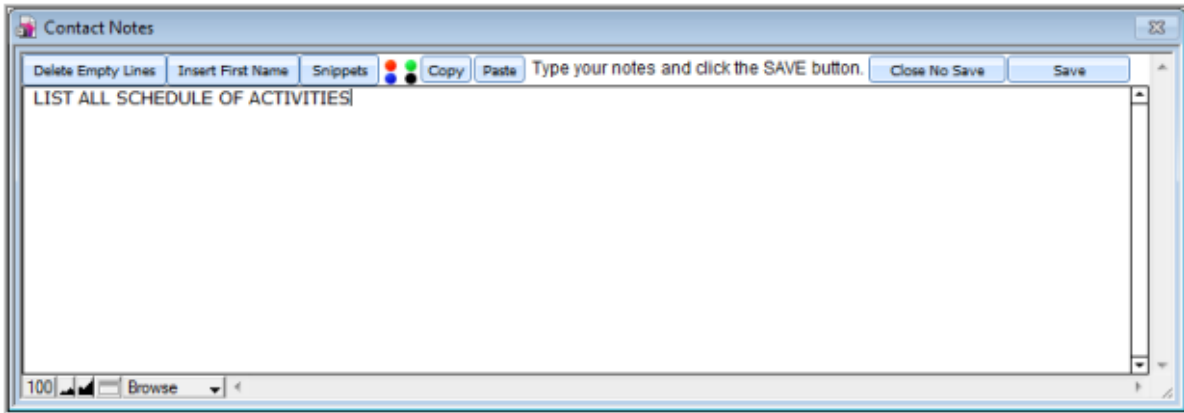 Contact Notes
Delete Empty Lines Insert First Name Snippets Copy Paste Type your notes and click the SAVE button. Close No Save Save
LIST ALL SCHEDULE OF ACTIVITIES
100 Browse